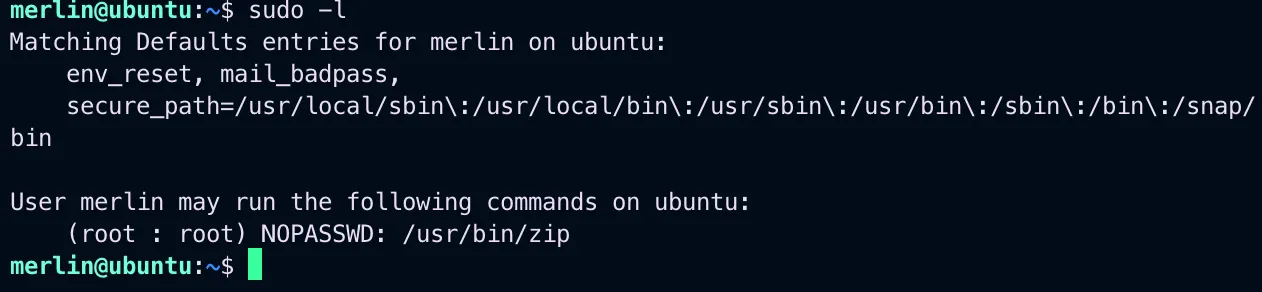 merlin@ubuntu:~$ sudo -l
Matching Defaults entries for merlin on ubuntu:
    env_reset, mail_badpass,
    secure_path=/usr/local/sbin\:/usr/local/bin\:/usr/sbin\:/usr/bin\:/sbin\:/bin\:/snap/
bin

User merlin may run the following commands on ubuntu:
    (root : root) NOPASSWD: /usr/bin/zip
merlin@ubuntu:~$